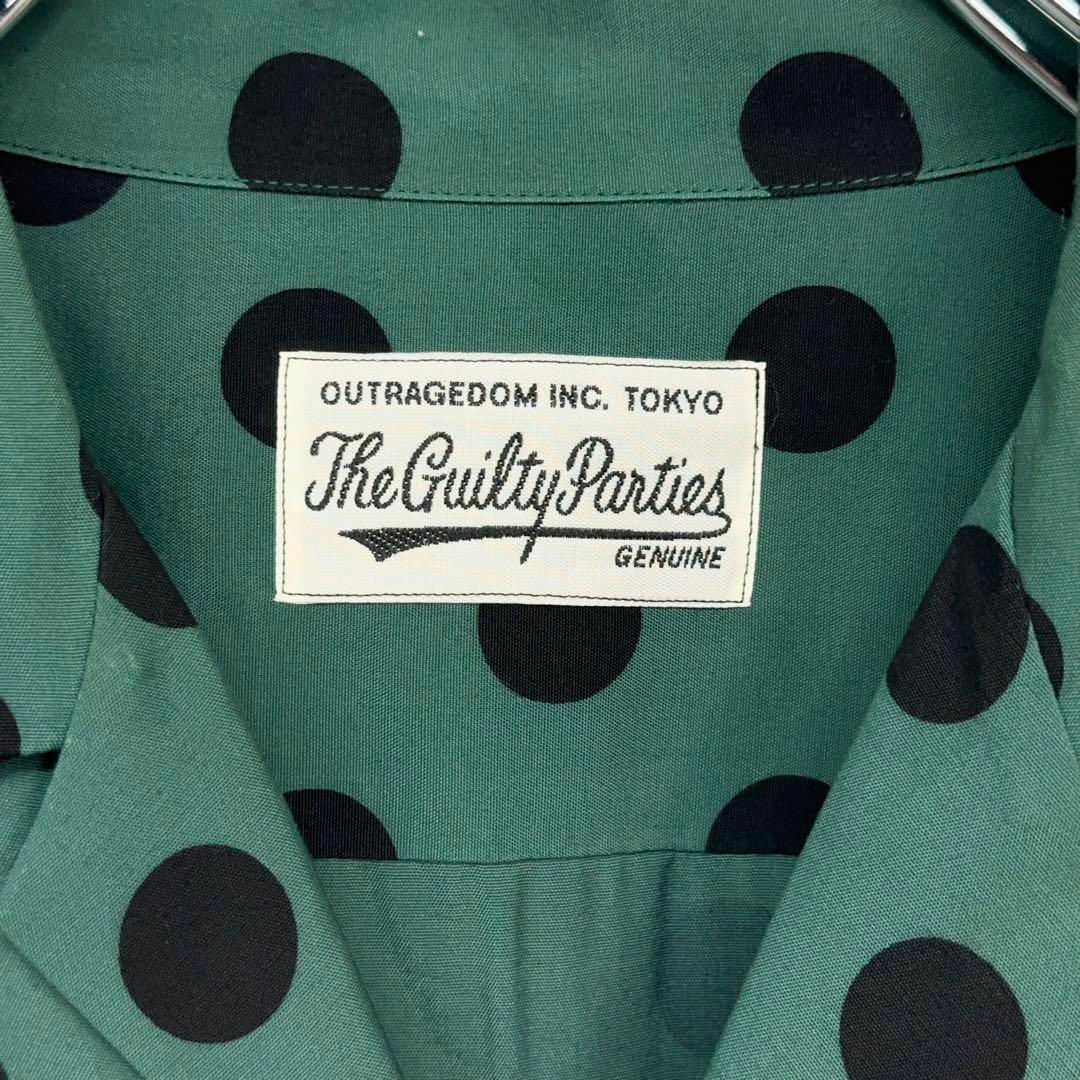 OUTRAGEDOM INC. TOKYO
The Guilty Parties
GENUINE